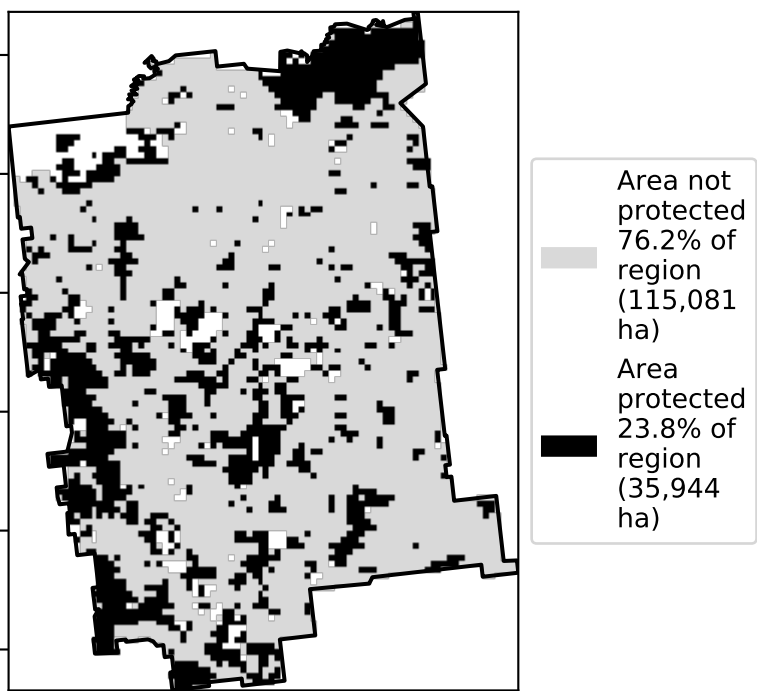 Area not
protected
76.2% of
region
(115,081
ha)
Area
protected
23.8% of
region
(35,944
ha)